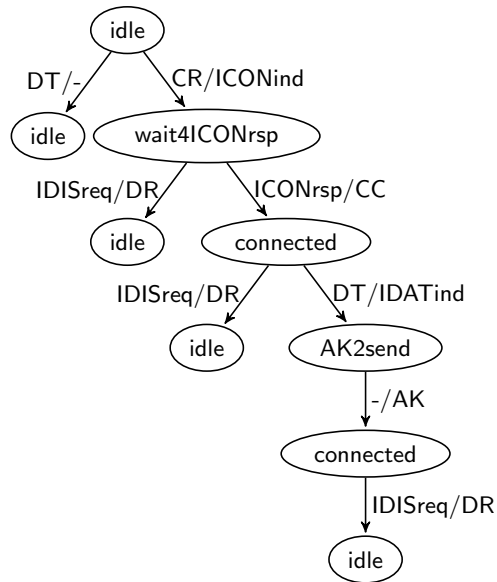 idle
DT/- CR/ICONind
idle wait4ICONrsp
IDISreq/DR ICONrsp/CC
idle connected
IDISreq/DR DT/IDATind
idle AK2send
-/AK
connected
IDISreq/DR
idle